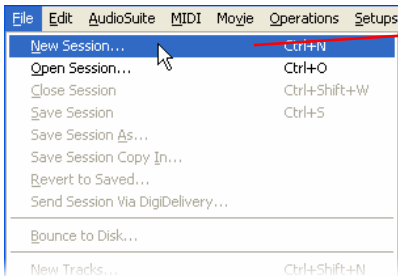 File Edit AudioSuite MIDI Movie Operations Setups
New Session... Ctrl+N
Open Session... Ctrl+O
Close Session Ctrl+Shift+W
Save Session Ctrl+S
Save Session As...
Save Session Copy In...
Revert to Saved...
Send Session Via DigiDelivery...
Bounce to Disk...
New Tracks... Ctrl+Shift+N